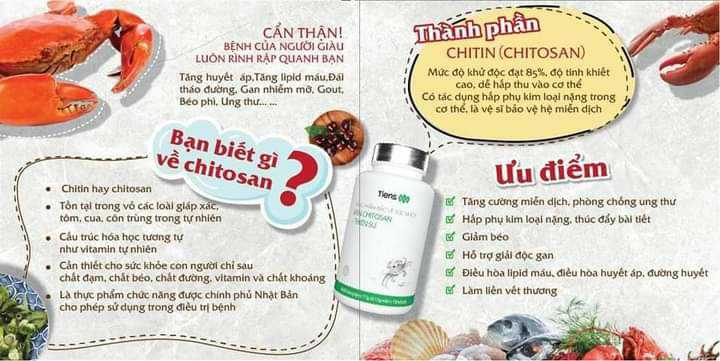 CẨN THẬN!
BỆNH CỦA NGƯỜI GIÀU
LUÔN RÌNH RẬP QUANH BẠN
Tăng huyết áp,Tăng lipid máu,Đái
tháo đường, Gan nhiễm mỡ, Gout,
Béo phì, Ung thư... ...
Bạn biết gì
về chitosan
?
• Chitin hay chitosan
• Tồn tại trong vỏ các loài giáp xác,
tôm, cua, côn trùng trong tự nhiên
• Cấu trúc hóa học tương tự
như vitamin tự nhiên
• Cần thiết cho sức khỏe con người chỉ sau
chất đạm, chất béo, chất đường, vitamin và chất khoáng
• Là thực phẩm chức năng được chính phủ Nhật Bản
cho phép sử dụng trong điều trị bệnh
Tiens
CHITOSAN
THIÊN SƯ
Thành phần
CHITIN (CHITOSAN)
Mức độ khử độc đạt 85%, độ tinh khiết
cao, dễ hấp thu vào cơ thể
Có tác dụng hấp phụ kim loại nặng trong
cơ thể, là vệ sĩ bảo vệ hệ miễn dịch
Ưu điểm
Tăng cường miễn dịch, phòng chống ung thư
Hấp phụ kim loại nặng, thúc đẩy bài tiết
Giảm béo
Hỗ trợ giải độc gan
Điều hòa lipid máu, điều hòa huyết áp, đường huyết
Làm liền vết thương